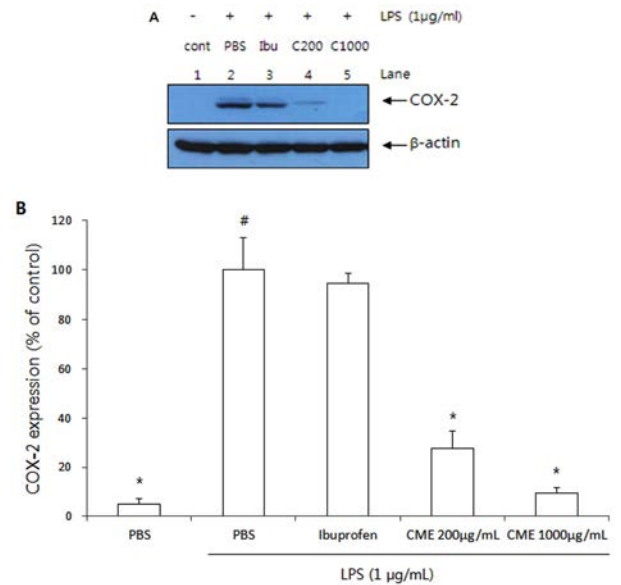 A - + + + + LPS (1μg/ml)
cont PBS Ibu C200 C1000
1 2 3 4 5 Lane
COX-2
β-actin
B
120
100
80
60
40
20
0
COX-2 expression (% of control)
* # * *
PBS PBS Ibuprofen CME 200μg/mL CME 1000μg/mL
LPS (1 μg/mL)